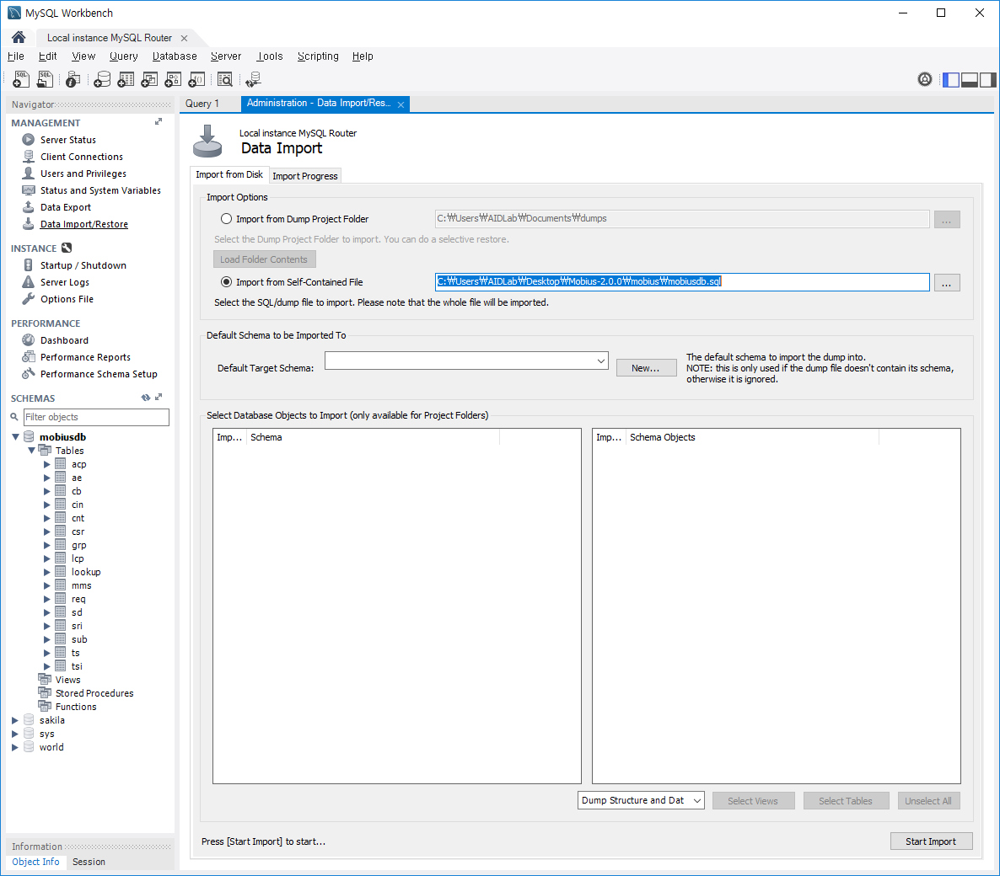 MySQL Workbench
Local instance MySQL Router
File Edit View Query Database Server Tools Scripting Help
Navigator
MANAGEMENT
Server Status
Client Connections
Users and Privileges
Status and System Variables
Data Export
Data Import/Restore
INSTANCE
Startup / Shutdown
Server Logs
Options File
PERFORMANCE
Dashboard
Performance Reports
Performance Schema Setup
SCHEMAS
Filter objects
mobiusdb
Tables
acp
ae
cb
cin
cnt
csr
grp
lcp
lookup
mms
req
sd
sri
sub
ts
tsi
Views
Stored Procedures
Functions
sakila
sys
world
Information
Object Info Session
Query 1 Administration - Data Import/Res...
Local instance MySQL Router
Data Import
Import from Disk Import Progress
Import Options
Import from Dump Project Folder C:₩Users₩AIDLab₩Documents₩dumps ...
Select the Dump Project Folder to import. You can do a selective restore.
Load Folder Contents
Import from Self-Contained File C:₩Users₩AIDLab₩Desktop₩Mobius-2.0.0₩mobius₩mobiusdb.sql ...
Select the SQL/dump file to import. Please note that the whole file will be imported.
Default Schema to be Imported To
Default Target Schema: New...
The default schema to import the dump into.
NOTE: this is only used if the dump file doesn't contain its schema,
otherwise it is ignored.
Select Database Objects to Import (only available for Project Folders)
Imp... Schema Imp... Schema Objects
Dump Structure and Dat Select Views Select Tables Unselect All
Press [Start Import] to start... Start Import